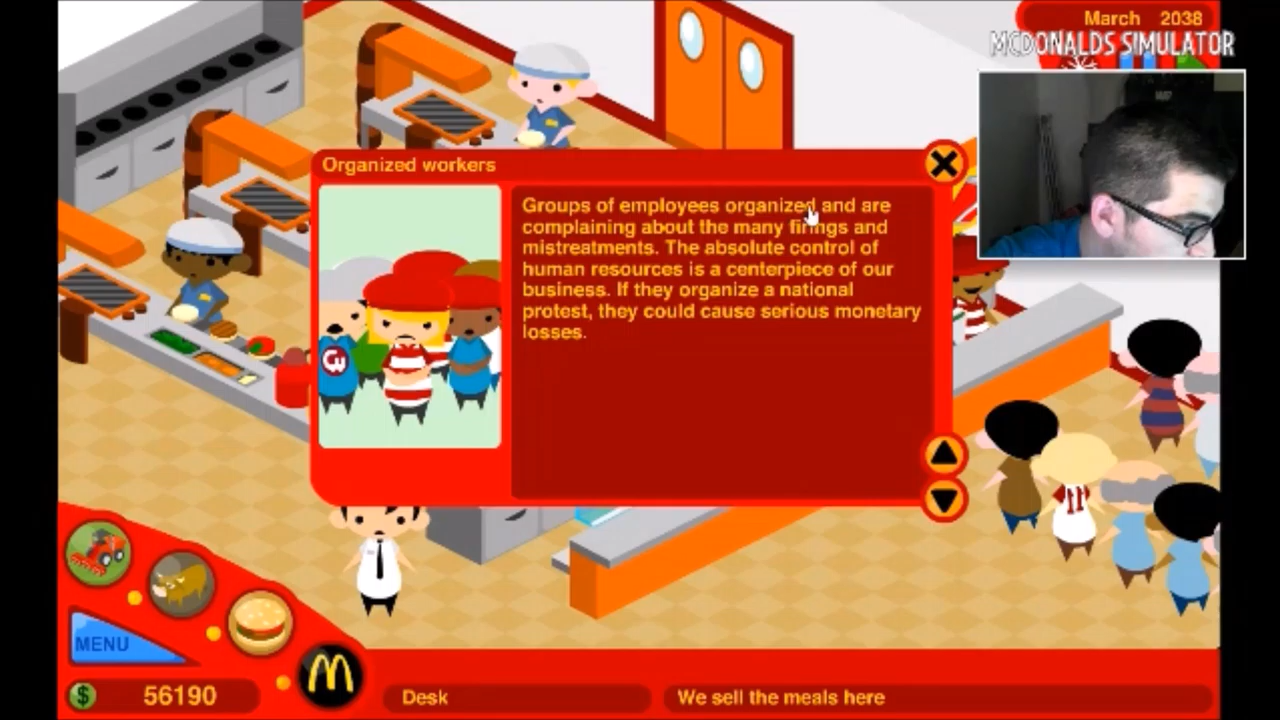 March 2038
MCDONALDS SIMULATOR
Organized workers
Groups of employees organized and are
complaining about the many firings and
mistreatments. The absolute control of
human resources is a centerpiece of our
business. If they organize a national
protest, they could cause serious monetary
losses.
MENU
$ 56190
Desk
We sell the meals here